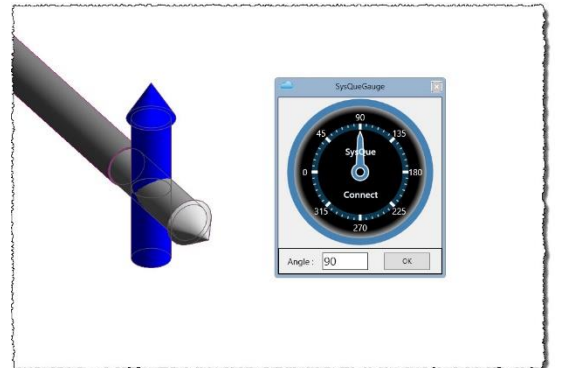 SysQueGauge
90
45 135
SysQue
0 180
Connect
315 225
270
Angle : 90 OK